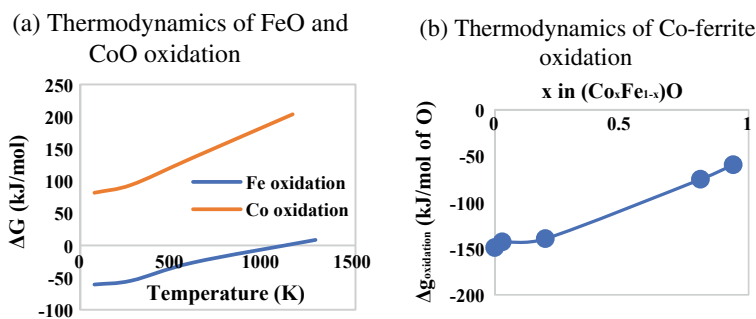 (a) Thermodynamics of FeO and
CoO oxidation
250
200
150
100
50
0
-50
-100
ΔG (kJ/mol)
Fe oxidation
Co oxidation
0
500
1000
1500
Temperature (K)
(b) Thermodynamics of Co-ferrite
oxidation
x in (CoxFe1-x)O
0
0.5
1
0
-50
-100
-150
-200
Δgoxidation (kJ/mol of O)